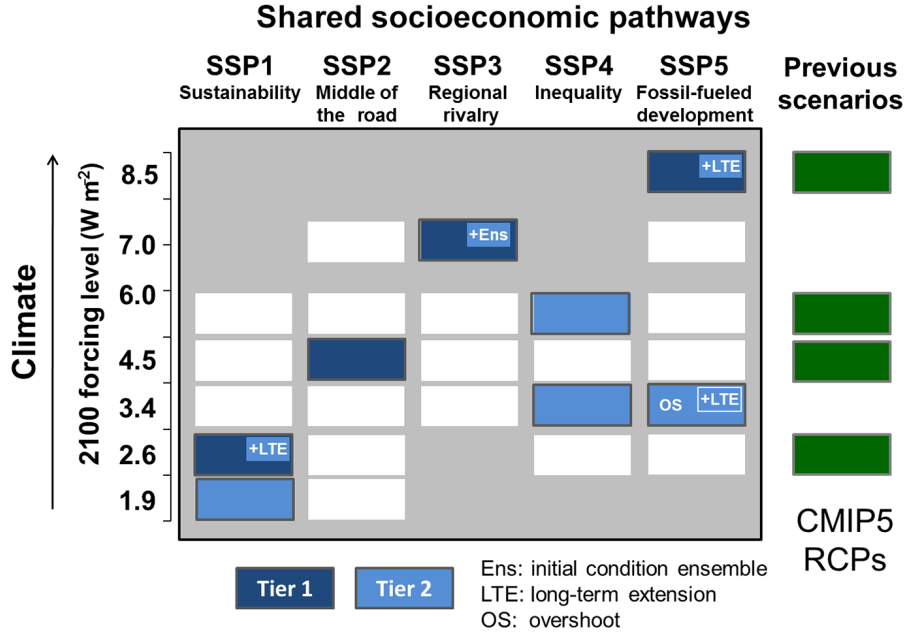 Shared socioeconomic pathways
SSP1 SSP2 SSP3 SSP4 SSP5
Sustainability
Middle of
the road
Regional
rivalry
Inequality
Fossil-fueled
development
Previous
scenarios
Climate
2100 forcing level (W m-2)
8.5
+LTE
7.0
+Ens
6.0
4.5
3.4
OS +LTE
2.6
+LTE
1.9
CMIP5
RCPs
Tier 1
Tier 2
Ens: initial condition ensemble
LTE: long-term extension
OS: overshoot